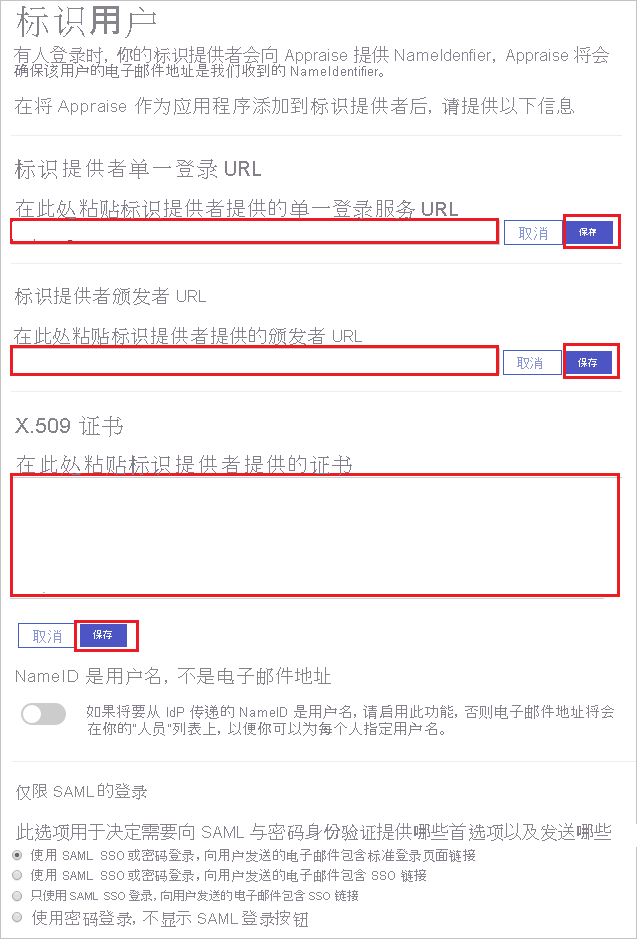 标识用户
有人登录时, 你的标识提供者会向 Appraise 提供 NameIdenfier, Appraise 将会
确保该用户的电子邮件地址是我们收到的 NameIdentifier。
在将 Appraise 作为应用程序添加到标识提供者后, 请提供以下信息
标识提供者单一登录 URL
在此处粘贴标识提供者提供的单一登录服务 URL
取消 保存
标识提供者颁发者 URL
在此处粘贴标识提供者提供的颁发者 URL
取消 保存
X.509 证书
在此处粘贴标识提供者提供的证书
取消 保存
NameID 是用户名, 不是电子邮件地址
如果将要从 IdP 传递的 NameID 是用户名, 请启用此功能, 否则电子邮件地址将会
在你的“人员”列表上, 以便你可以为每个人指定用户名。
仅限 SAML 的登录
此选项用于决定需要向 SAML 与密码身份验证提供哪些首选项以及发送哪些
使用 SAML SSO 或密码登录, 向用户发送的电子邮件包含标准登录页面链接
使用 SAML SSO 或密码登录, 向用户发送的电子邮件包含 SSO 链接
只使用 SAML SSO 登录, 向用户发送的电子邮件包含 SSO 链接
使用密码登录, 不显示 SAML 登录按钮